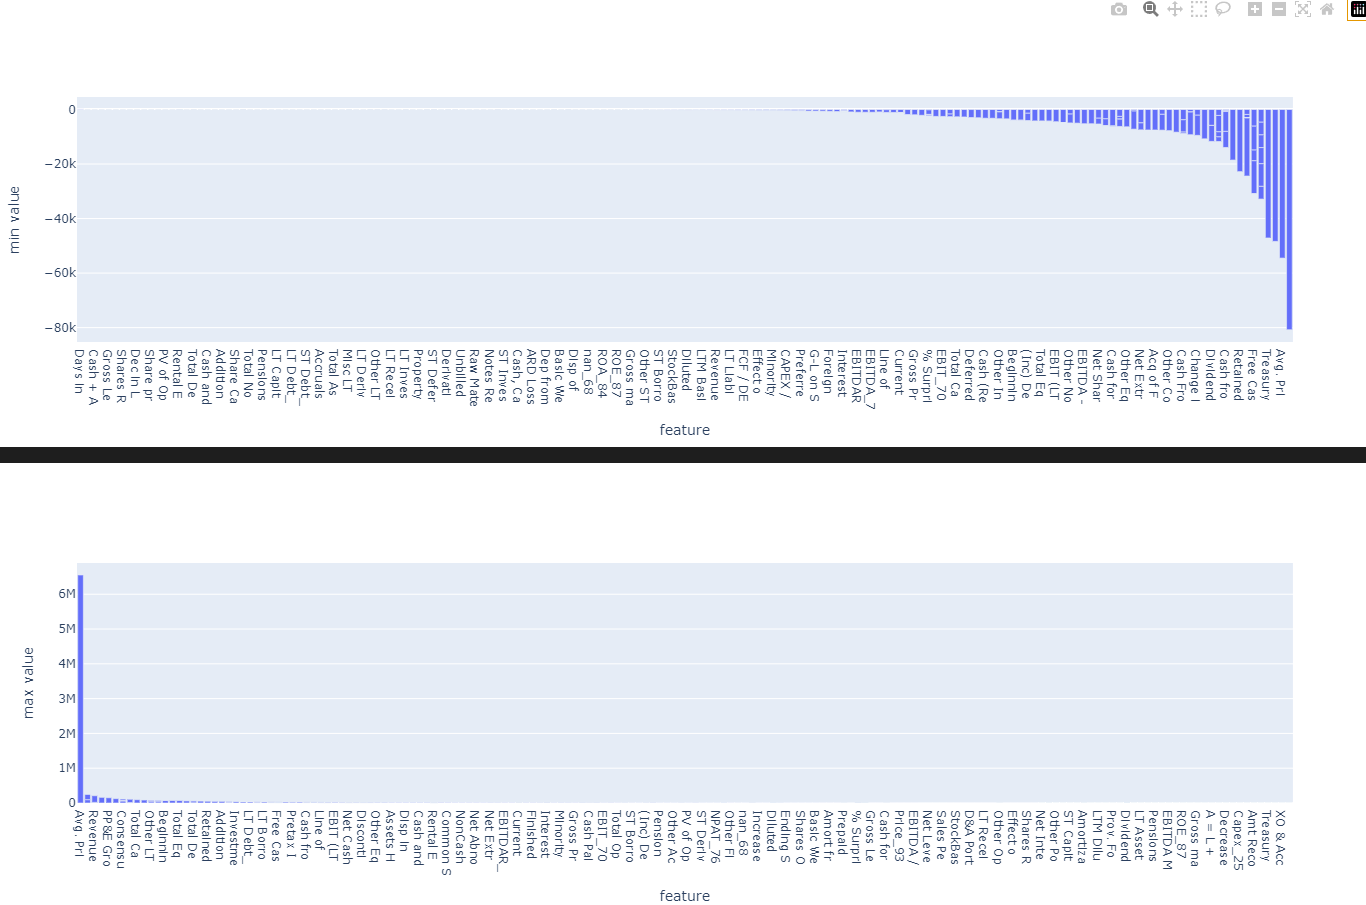 min value
0
−20k
−40k
−60k
−80k
Days In
Cash + A
Gross Le
Shares R
Dec In L
Share pr
PV of Op
Rental E
Total De
Cash and
Addition
Share Ca
Total No
Pensions
LT Capit
LT Debt_
ST Debt_
Accruals
Total As
Misc LT
LT Deriv
Other LT
LT Recei
LT Inves
Property
ST Defer
Derivati
Unbilled
Raw Mate
Notes Re
ST Inves
Cash, Ca
ARD Loss
Dep from
Basic We
Disp of
nan_68
ROA_84
ROE_87
Gross ma
Other ST
ST Borro
StockBas
Diluted
LTM Basi
Revenue
LT Liabi
FCF / DE
Effect o
Minority
CAPEX /
Preferre
G-L on S
Foreign
Interest
EBITDAR
EBITDA_7
Line of
Current
Gross Pr
% Surpri
EBIT_70
Total Ca
Deferred
Cash (Re
Other In
Beginnin
(Inc) De
Total Eq
EBIT (LT
Other No
EBITDA -
Net Shar
Cash for
Other Eq
Net Extr
Acq of F
Other Co
Cash Fro
Change i
Dividend
Cash fro
Retained
Free Cas
Treasury
Avg. Pri
feature
max value
6M
5M
4M
3M
2M
1M
0
Avg. Pri
Revenue
PP&E Gro
Consensu
Total Ca
Other LT
Beginnin
Total Eq
Total De
Retained
Addition
Investme
LT Debt_
LT Borro
Free Cas
Pretax I
Cash fro
Line of
EBIT (LT
Net Cash
Disconti
Other Eq
Assets H
Disp in
Cash and
Rental E
Common S
NonCash
Net Abno
Net Extr
EBITDAR_
Current
Finished
Interest
Minority
Gross Pr
Cash Pai
EBIT_70
Total Op
ST Borro
(Inc) De
Pension
Other Ac
PV of Op
ST Deriv
NPAT_76
Other Fi
nan_68
Increase
Diluted
Ending S
Shares O
Basic We
Amort fr
Prepaid
% Surpri
Gross Le
Cash for
Price_93
EBITDA /
Net Leve
Sales Pe
StockBas
D&A Port
LT Recei
Other Op
Effect o
Shares R
Net Inte
Other Po
ST Capit
Amortiza
LTM Dilu
Prov. Fo
Dividend
LT Asset
Pensions
EBITDA M
ROE_87
Gross ma
A = L +
Decrease
Capex_25
Amt Reco
Treasury
XO & Acc
feature